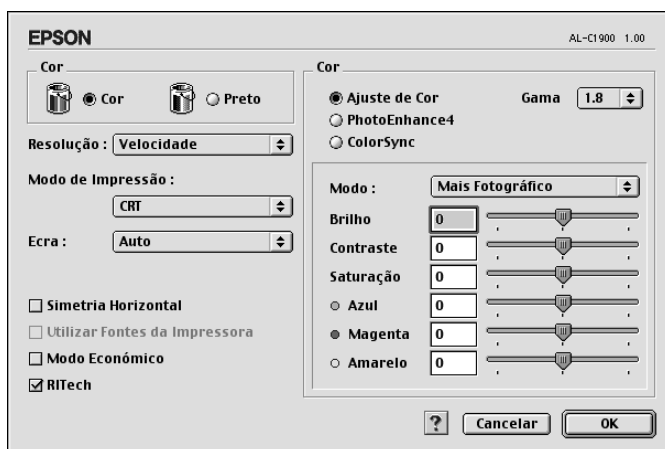 EPSON
AL-C1900 1.00
Cor
Cor
Preto
Resolução : Velocidade
Modo de Impressão :
CRT
Ecra : Auto
Simetria Horizontal
Utilizar Fontes da Impressora
Modo Económico
RITech
Cor
Ajuste de Cor
Gama 1.8
PhotoEnhance4
ColorSync
Modo : Mais Fotográfico
Brilho 0
Contraste 0
Saturação 0
Azul 0
Magenta 0
Amarelo 0
?
Cancelar
OK